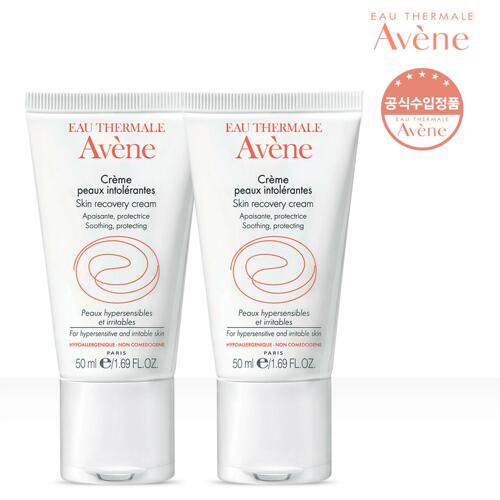 EAU THERMALE
Avène
공식수입정품
EAU THERMALE
Avène
EAU THERMALE
Avène
Crème
peaux intolérantes
Skin recovery cream
Apaisante, protectrice
Soothing, protecting
Peaux hypersensibles
et irritables
For hypersensitive and irritable skin
HYPOALLERGENIQUE - NON COMEDOGENE
PARIS
50 ml e/1.69 FL.OZ.
EAU THERMALE
Avène
Crème
peaux intolérantes
Skin recovery cream
Apaisante, protectrice
Soothing, protecting
Peaux hypersensibles
et irritables
For hypersensitive and irritable skin
HYPOALLERGENIQUE - NON COMEDOGENE
PARIS
50 ml e/1.69 FL.OZ.